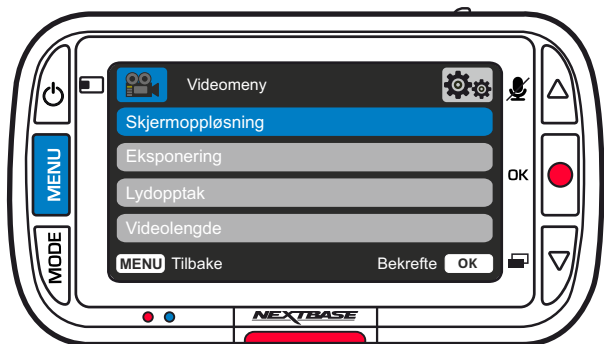 Videomeny
Skjermoppløsning
Eksponering
Lydopptak
Videolengde
MENU Tilbake
Bekrefte OK
MENU
MODE
OK
NEXTBASE